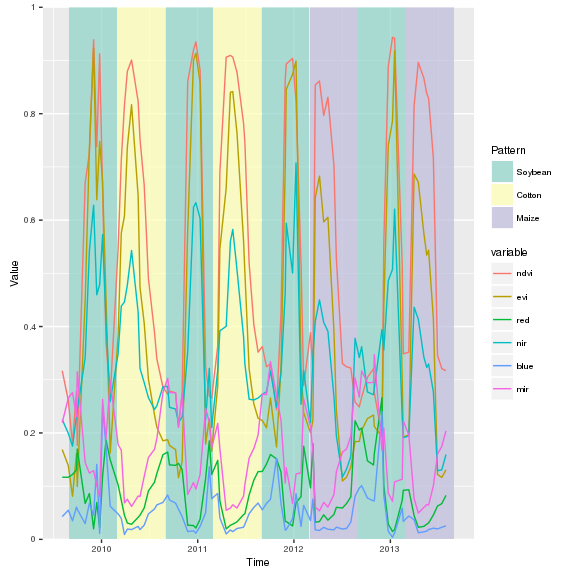 1
0.8
0.6
0.4
0.2
0
Value
2010 2011 2012 2013
Time
Pattern
Soybean
Cotton
Maize
variable
ndvi
evi
red
nir
blue
mir